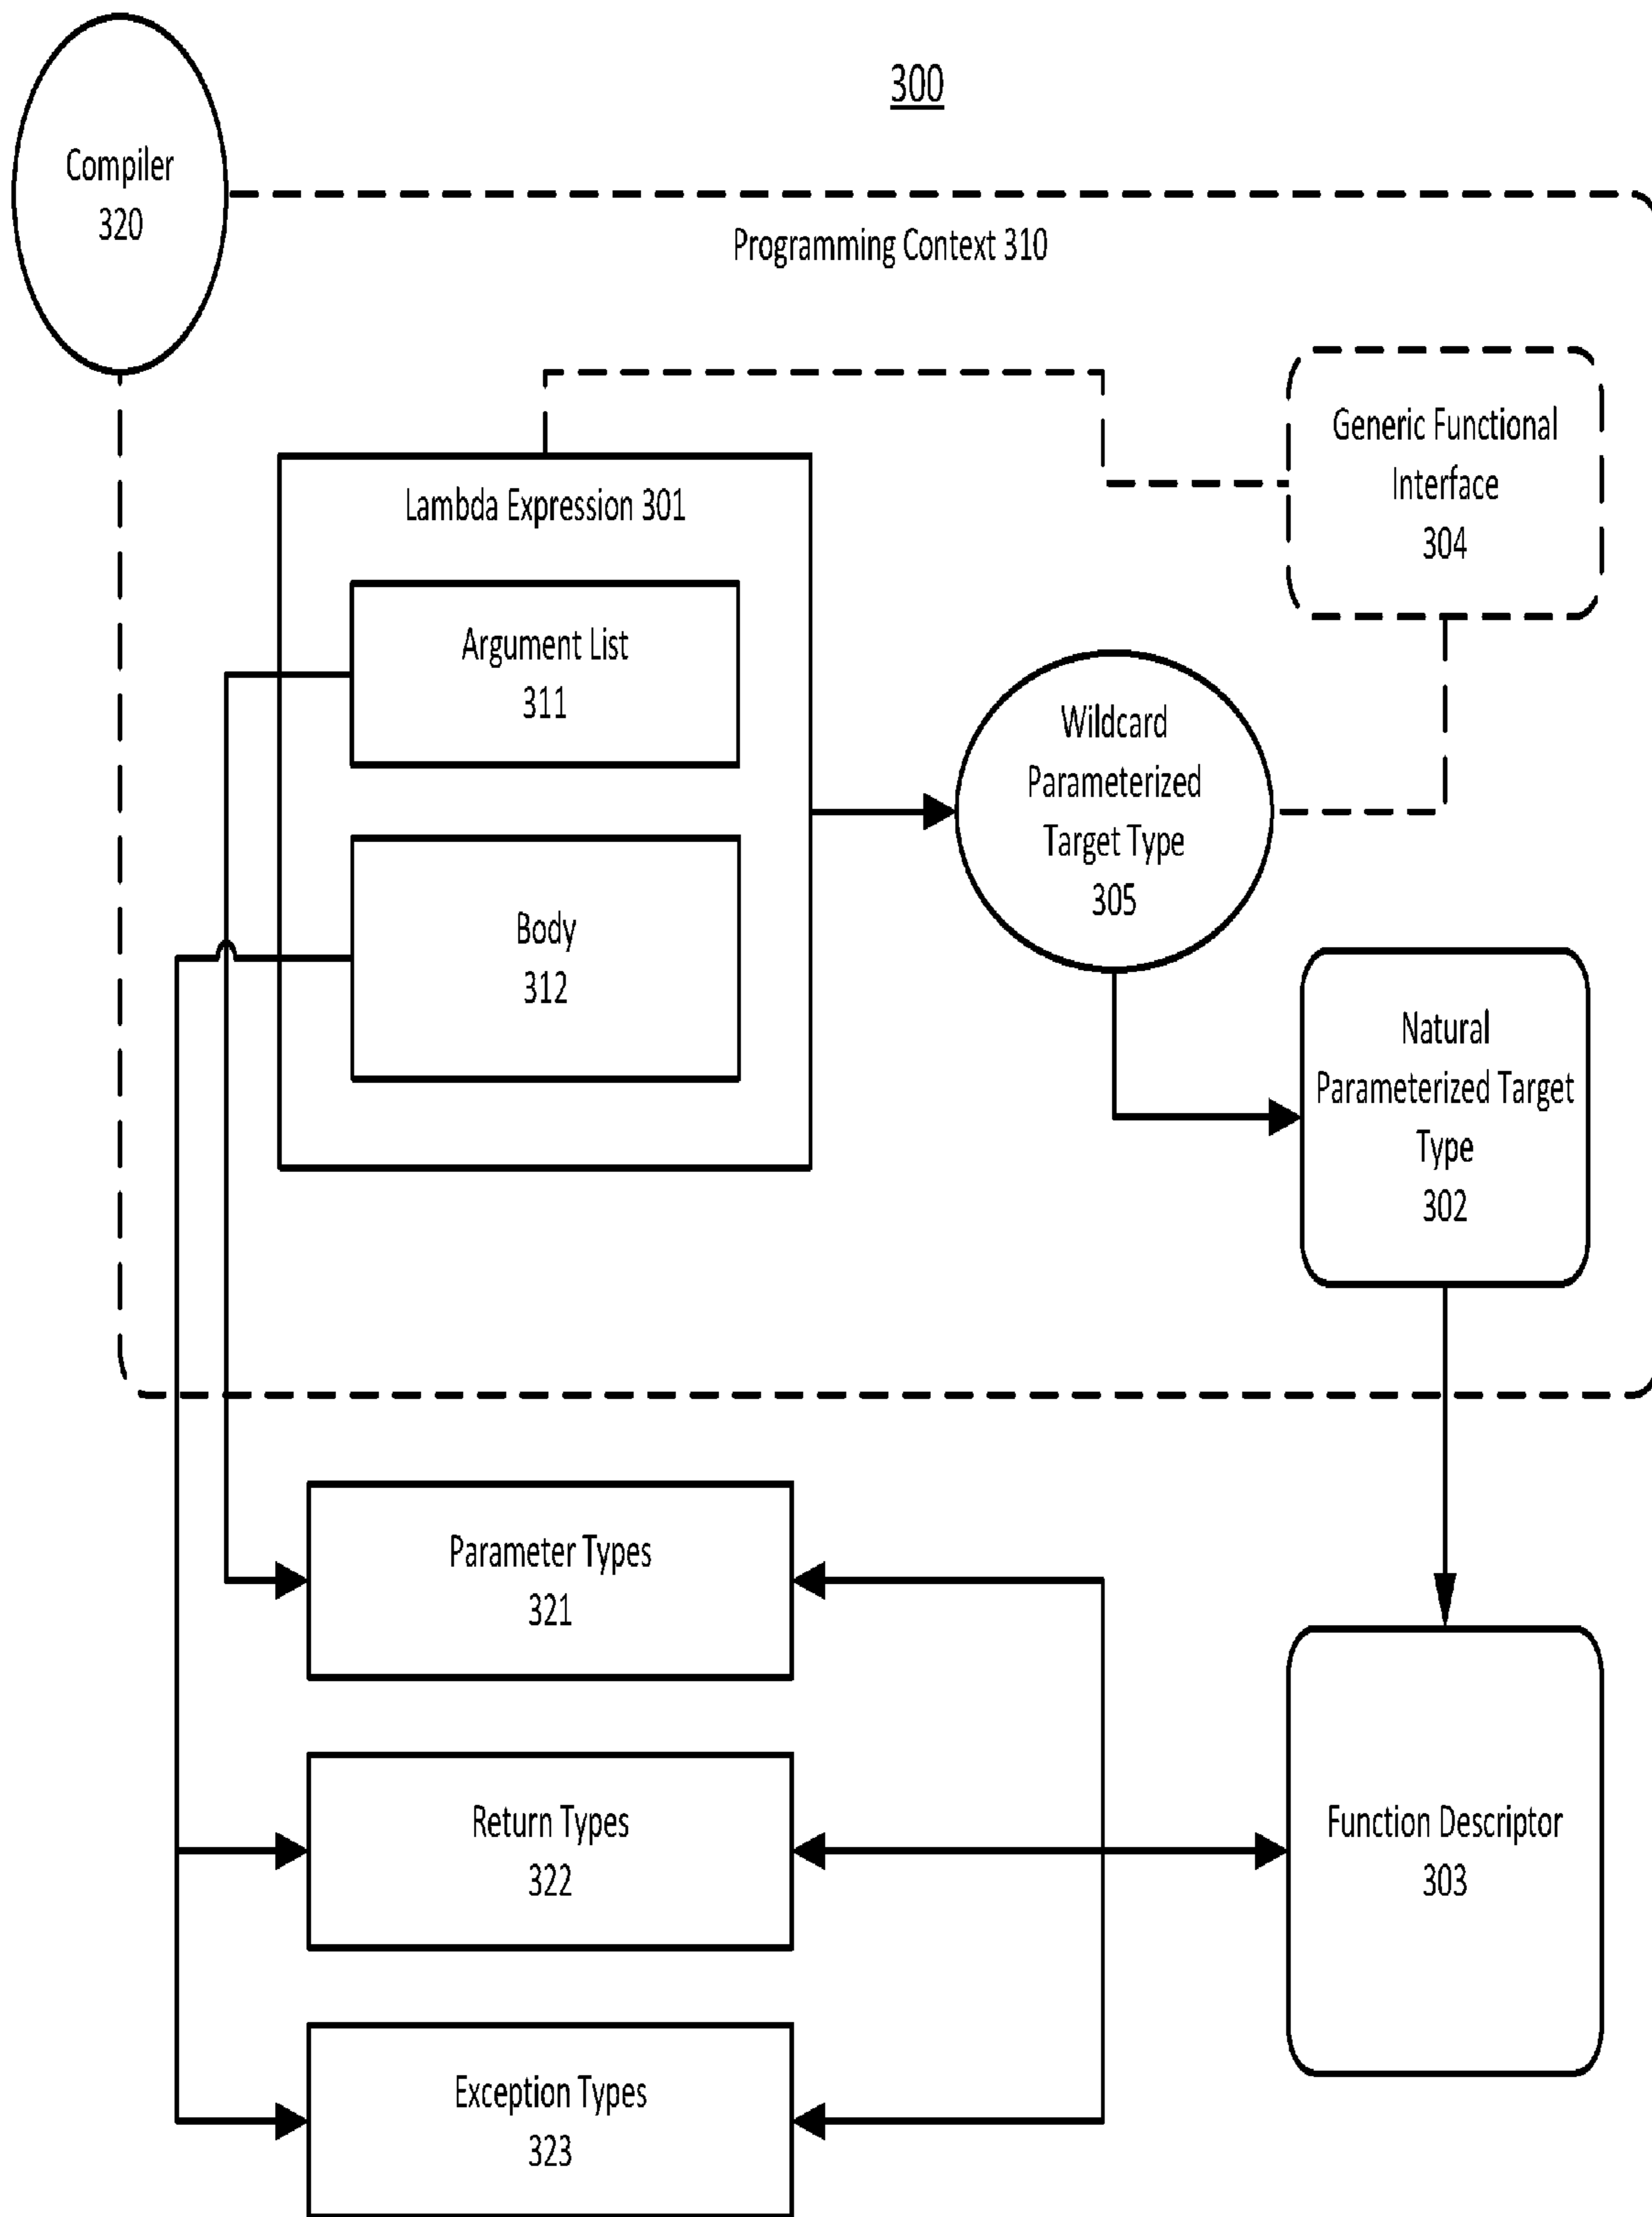 300
Compiler
320
Programming Context 310
Generic Functional
Interface
304
Lambda Expression 301
Argument List
311
Wildcard
Parameterized
Target Type
305
Body
312
Natural
Parameterized Target
Type
302
Parameter Types
321
Return Types
322
Function Descriptor
303
Exception Types
323